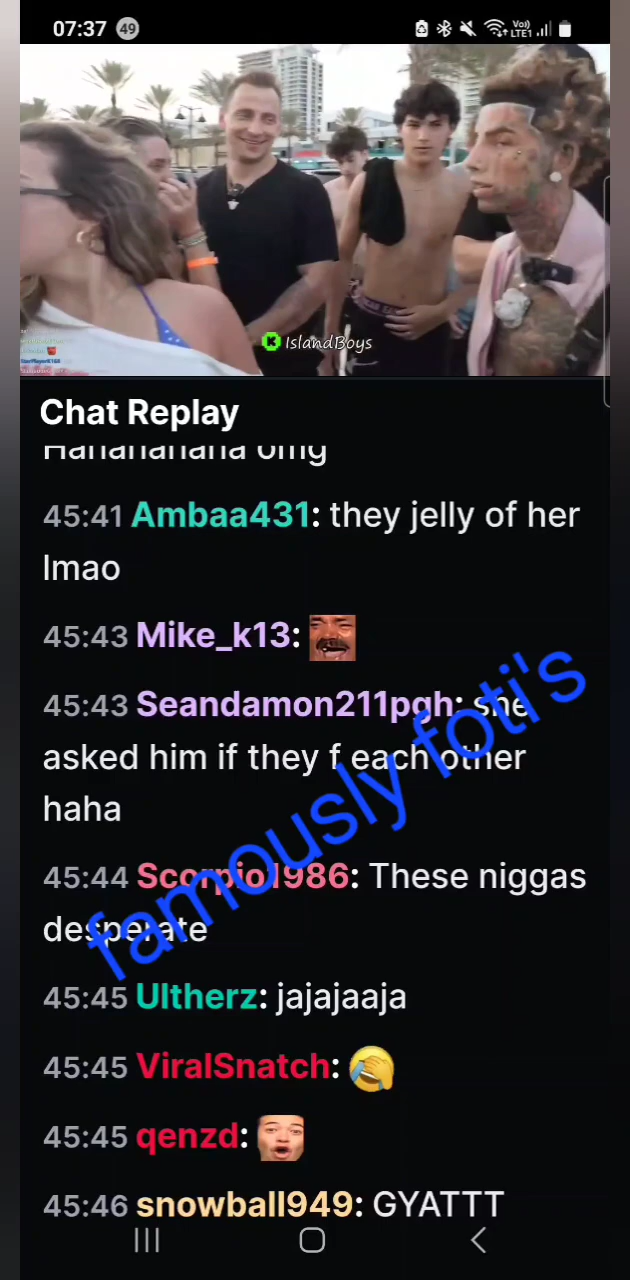 07:37 49
Vo))
LTE1
K IslandBoys
Chat Replay
Hahahahaha omg
45:41 Ambaa431: they jelly of her
lmao
45:43 Mike_k13:
45:43 Seandamon211pgh: she
asked him if they f each other
haha
45:44 Scorpio1986: These niggas
desperate
famously foti's
45:45 Ultherz: jajajaaja
45:45 ViralSnatch:
45:45 qenzd:
45:46 snowball949: GYATTT